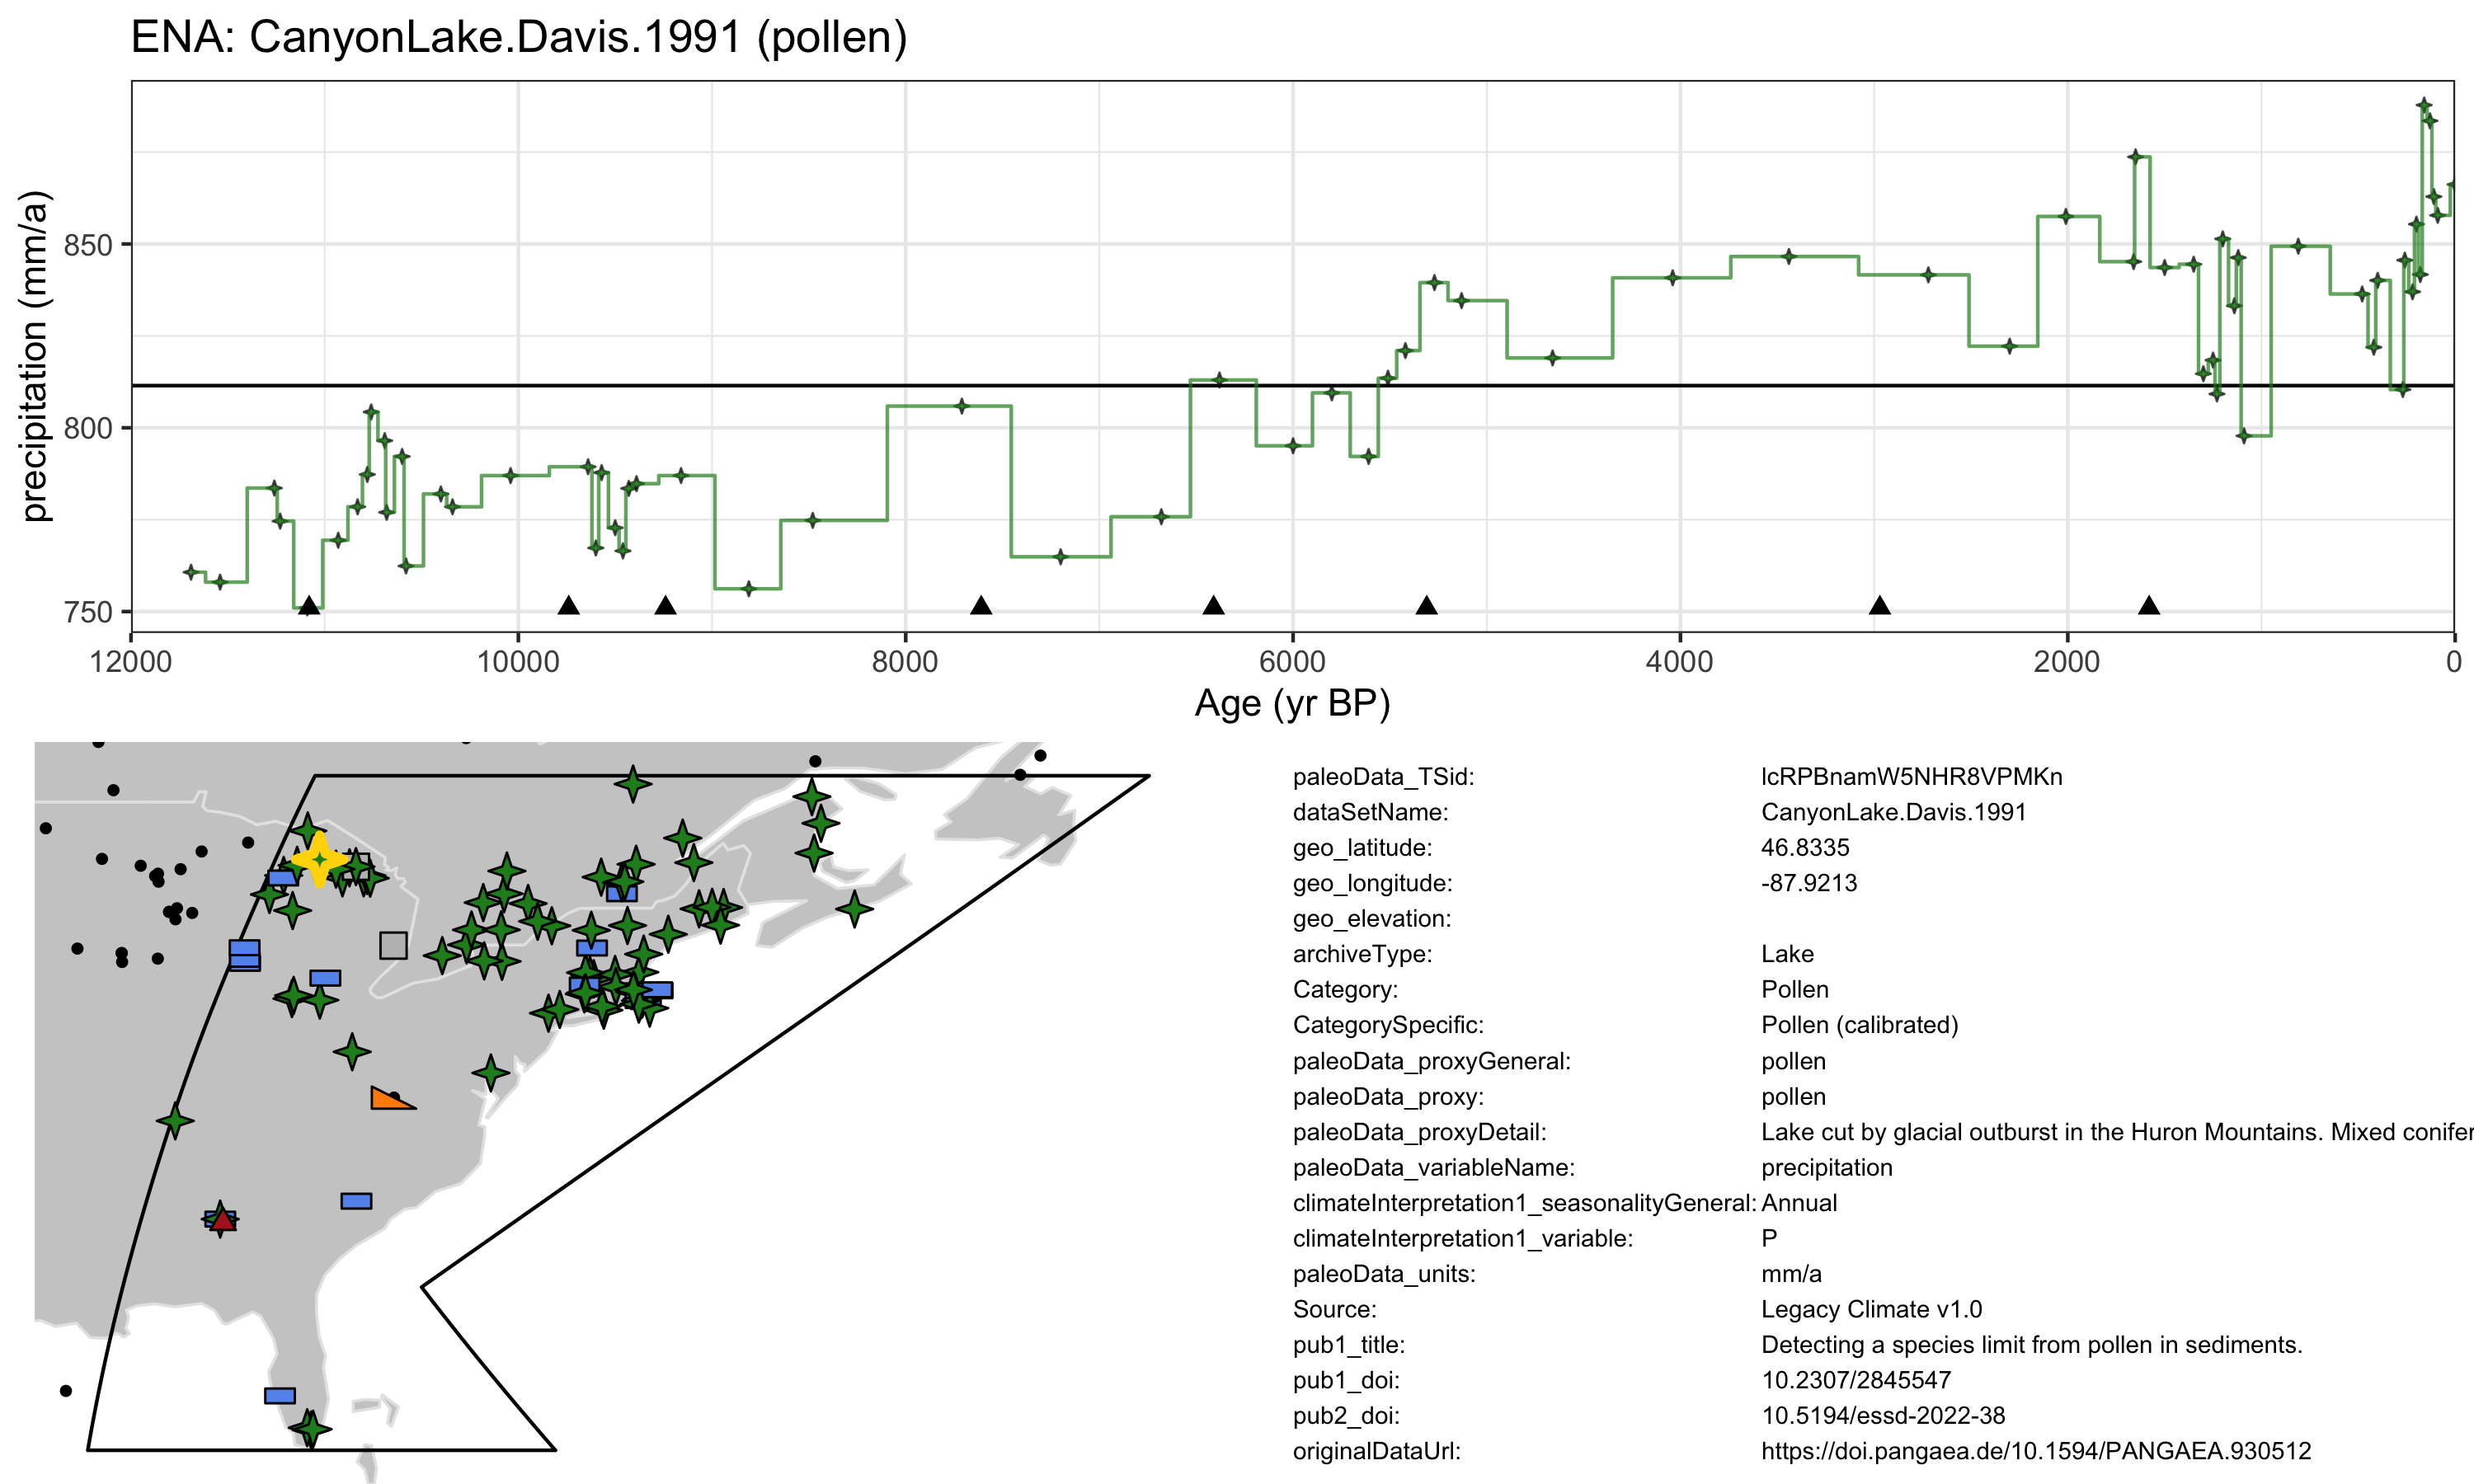 ENA: CanyonLake.Davis.1991 (pollen)
precipitation (mm/a)
850
800
750
12000 10000 8000 6000 4000 2000 0
Age (yr BP)
paleoData_TSid: lcRPBnamW5NHR8VPMKn
dataSetName: CanyonLake.Davis.1991
geo_latitude: 46.8335
geo_longitude: -87.9213
geo_elevation:
archiveType: Lake
Category: Pollen
CategorySpecific: Pollen (calibrated)
paleoData_proxyGeneral: pollen
paleoData_proxy: pollen
paleoData_proxyDetail: Lake cut by glacial outburst in the Huron Mountains. Mixed conifer
paleoData_variableName: precipitation
climateInterpretation1_seasonalityGeneral: Annual
climateInterpretation1_variable: P
paleoData_units: mm/a
Source: Legacy Climate v1.0
pub1_title: Detecting a species limit from pollen in sediments.
pub1_doi: 10.2307/2845547
pub2_doi: 10.5194/essd-2022-38
originalDataUrl: https://doi.pangaea.de/10.1594/PANGAEA.930512